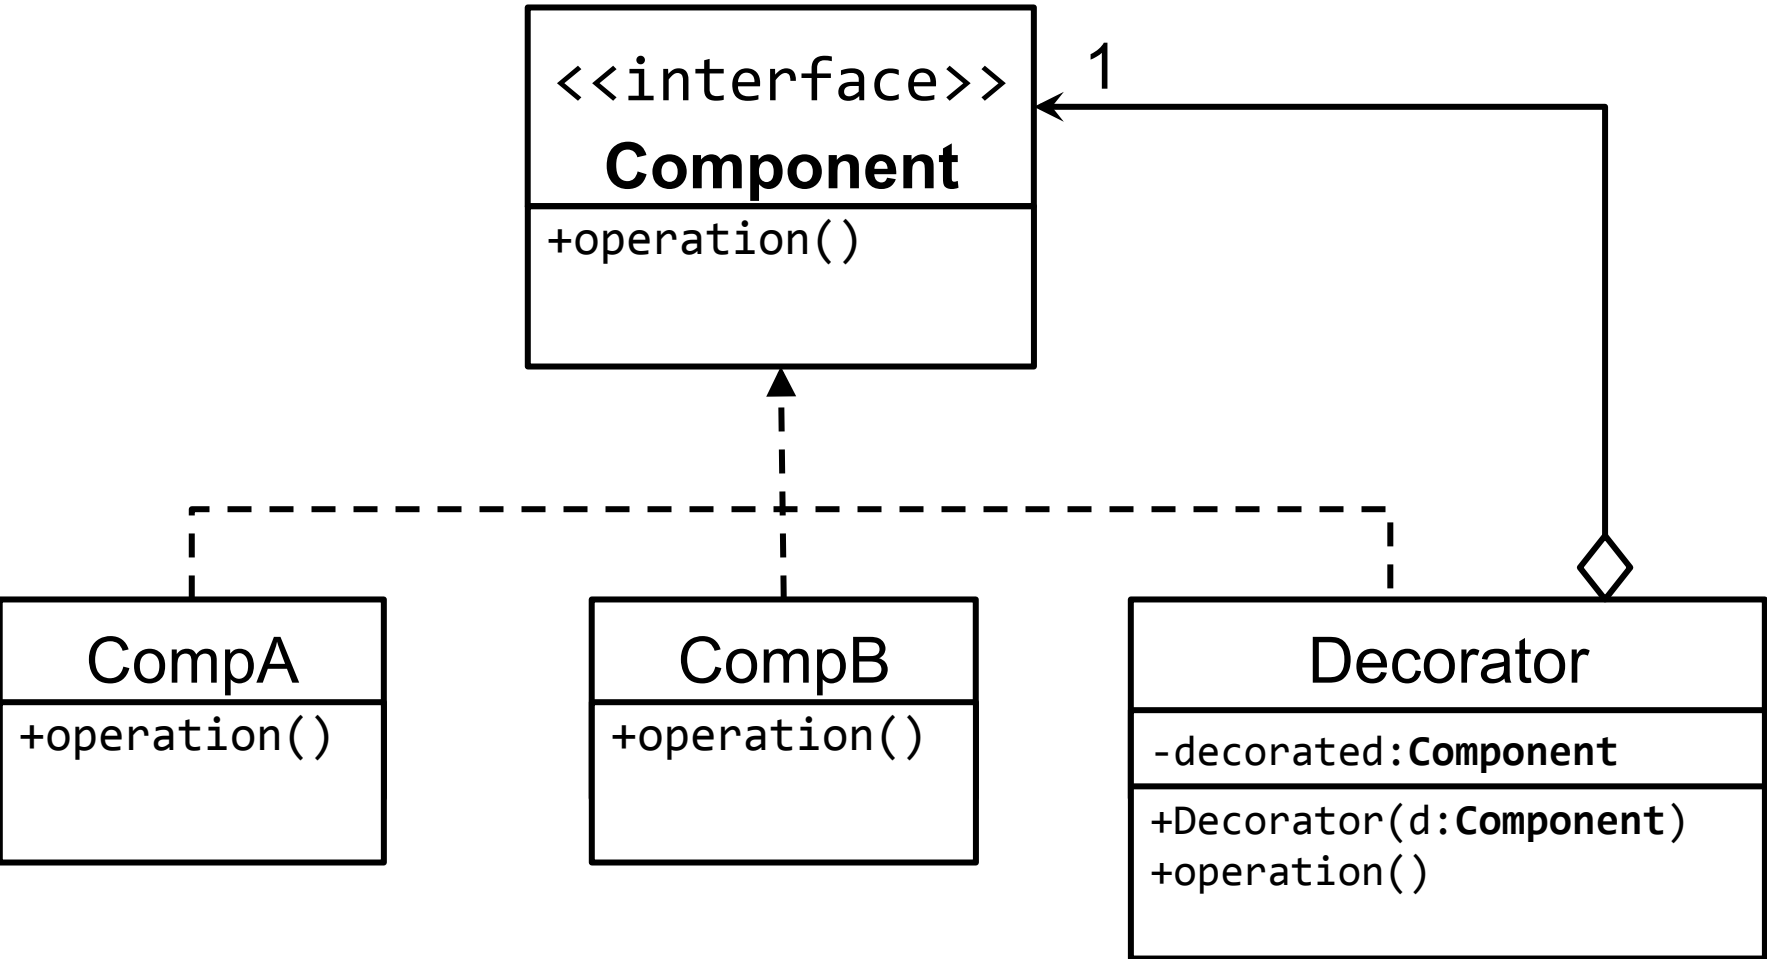 <<interface>>
Component
1
+operation()
CompA
+operation()
CompB
+operation()
Decorator
-decorated:Component
+Decorator(d:Component)
+operation()